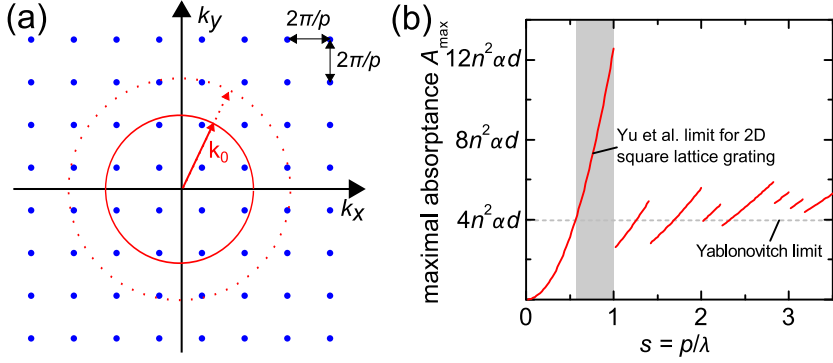 (a)
k_y
2π/p
2π/p
k_0
k_x
(b)
maximal absorptance A_max
12n²αd
8n²αd
4n²αd
0
Yu et al. limit for 2D
square lattice grating
Yablonovitch limit
0
1
2
3
s = p/λ